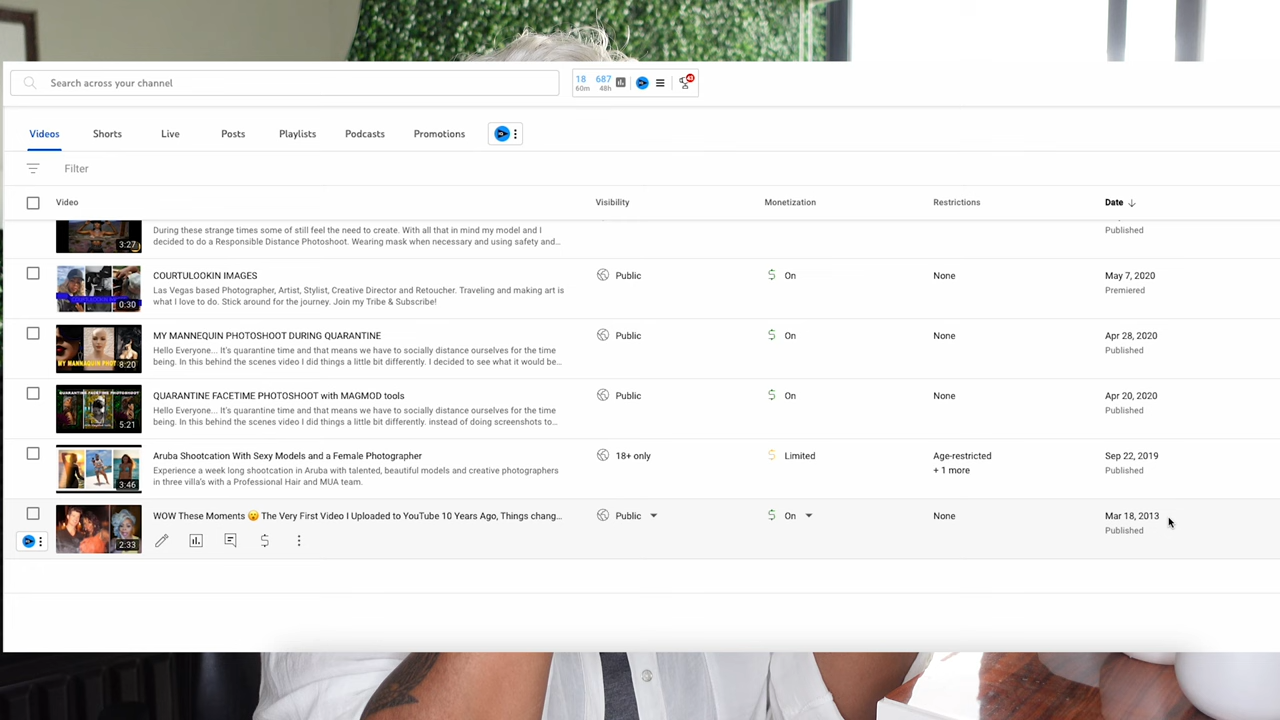 Search across your channel
18 687
60m 48h
43
Videos Shorts Live Posts Playlists Podcasts Promotions
Filter
Video Visibility Monetization Restrictions Date
During these strange times some of still feel the need to create. With all that in mind my model and I
decided to do a Responsible Distance Photoshoot. Wearing mask when necessary and using safety and…
3:27
Published
COURTULOOKIN IMAGES
Las Vegas based Photographer, Artist, Stylist, Creative Director and Retoucher. Traveling and making art is
what I love to do. Stick around for the journey. Join my Tribe & Subscribe!
0:30
Public On None May 7, 2020
Premiered
MY MANNEQUIN PHOTOSHOOT DURING QUARANTINE
Hello Everyone... It's quarantine time and that means we have to socially distance ourselves for the time
being. In this behind the scenes video I did things a little bit differently. I decided to see what it would be…
MY MANNEQUIN PHOT
8:20
Public On None Apr 28, 2020
Published
QUARANTINE FACETIME PHOTOSHOOT with MAGMOD tools
Hello Everyone... It's quarantine time and that means we have to socially distance ourselves for the time
being. In this behind the scenes video I did things a little bit differently. instead of doing screenshots to…
QUARANTINE FACETIME PHOTOSHOOT
5:21
Public On None Apr 20, 2020
Published
Aruba Shootcation With Sexy Models and a Female Photographer
Experience a week long shootcation in Aruba with talented, beautiful models and creative photographers
in three villa's with a Professional Hair and MUA team.
3:46
18+ only Limited Age-restricted Sep 22, 2019
+ 1 more Published
WOW These Moments 😮 The Very First Video I Uploaded to YouTube 10 Years Ago, Things chang…
2:33
Public On None Mar 18, 2013
Published